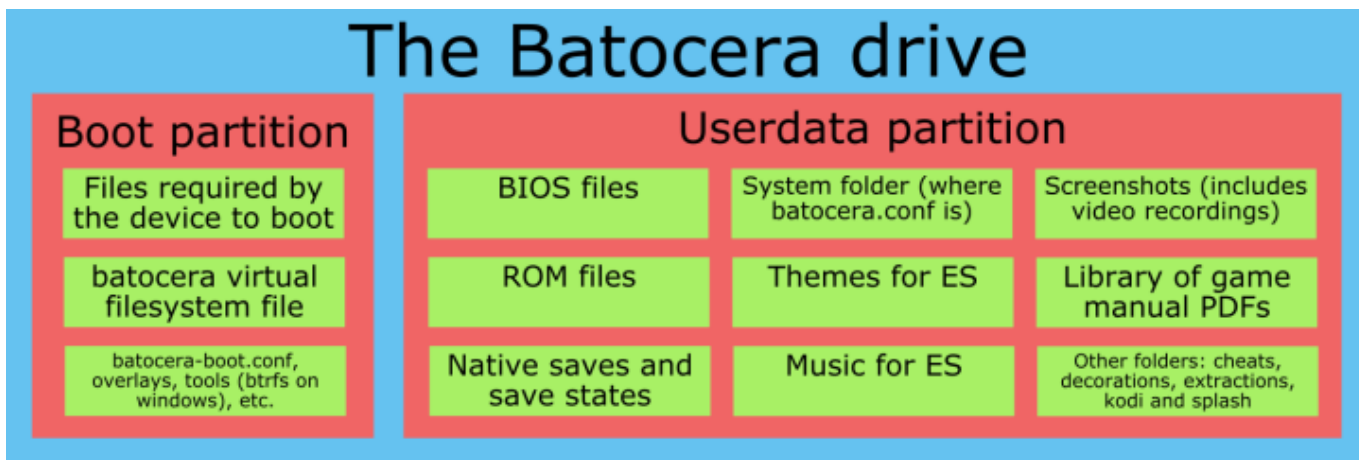 The Batocera drive
Boot partition
Files required by
the device to boot
batocera virtual
filesystem file
batocera-boot.conf,
overlays, tools (btrfs on
windows), etc.
Userdata partition
BIOS files
System folder (where
batocera.conf is)
Screenshots (includes
video recordings)
ROM files
Themes for ES
Library of game
manual PDFs
Native saves and
save states
Music for ES
Other folders: cheats,
decorations, extractions,
kodi and splash